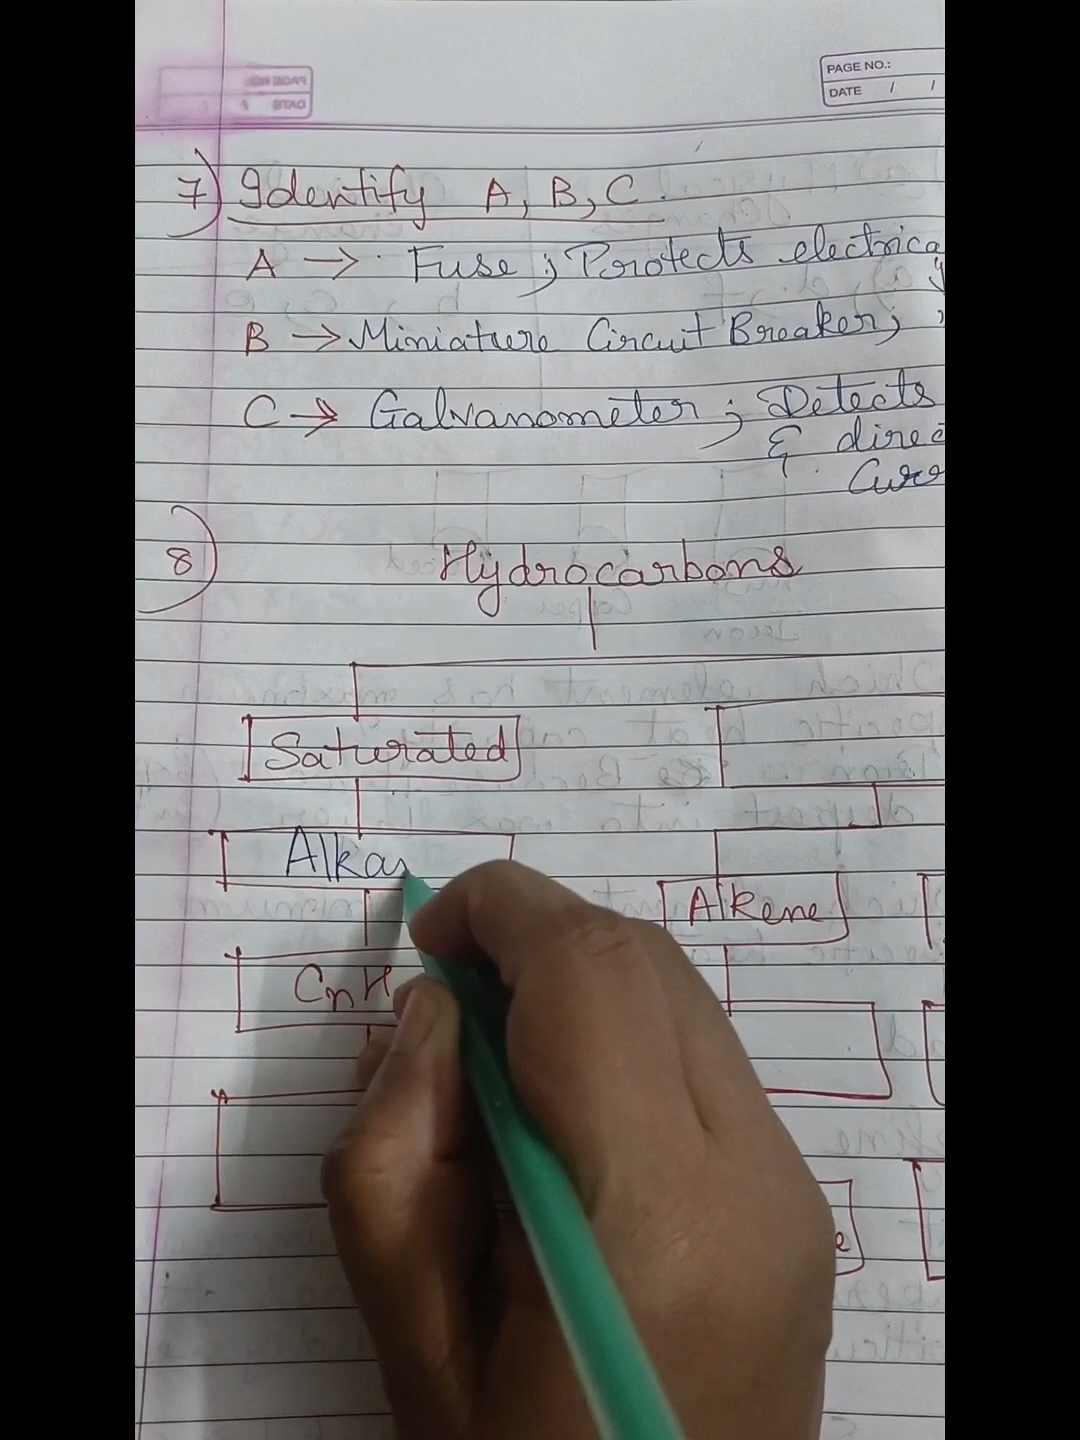 PAGE NO.:
DATE / /
7) Identify A, B, C.
A → Fuse; Protects electrica
B → Miniature Circuit Breaker;
C → Galvanometer; Detects
& direc
Curr
8) Hydrocarbons
Saturated
Alkan
Alkene
CnH
e